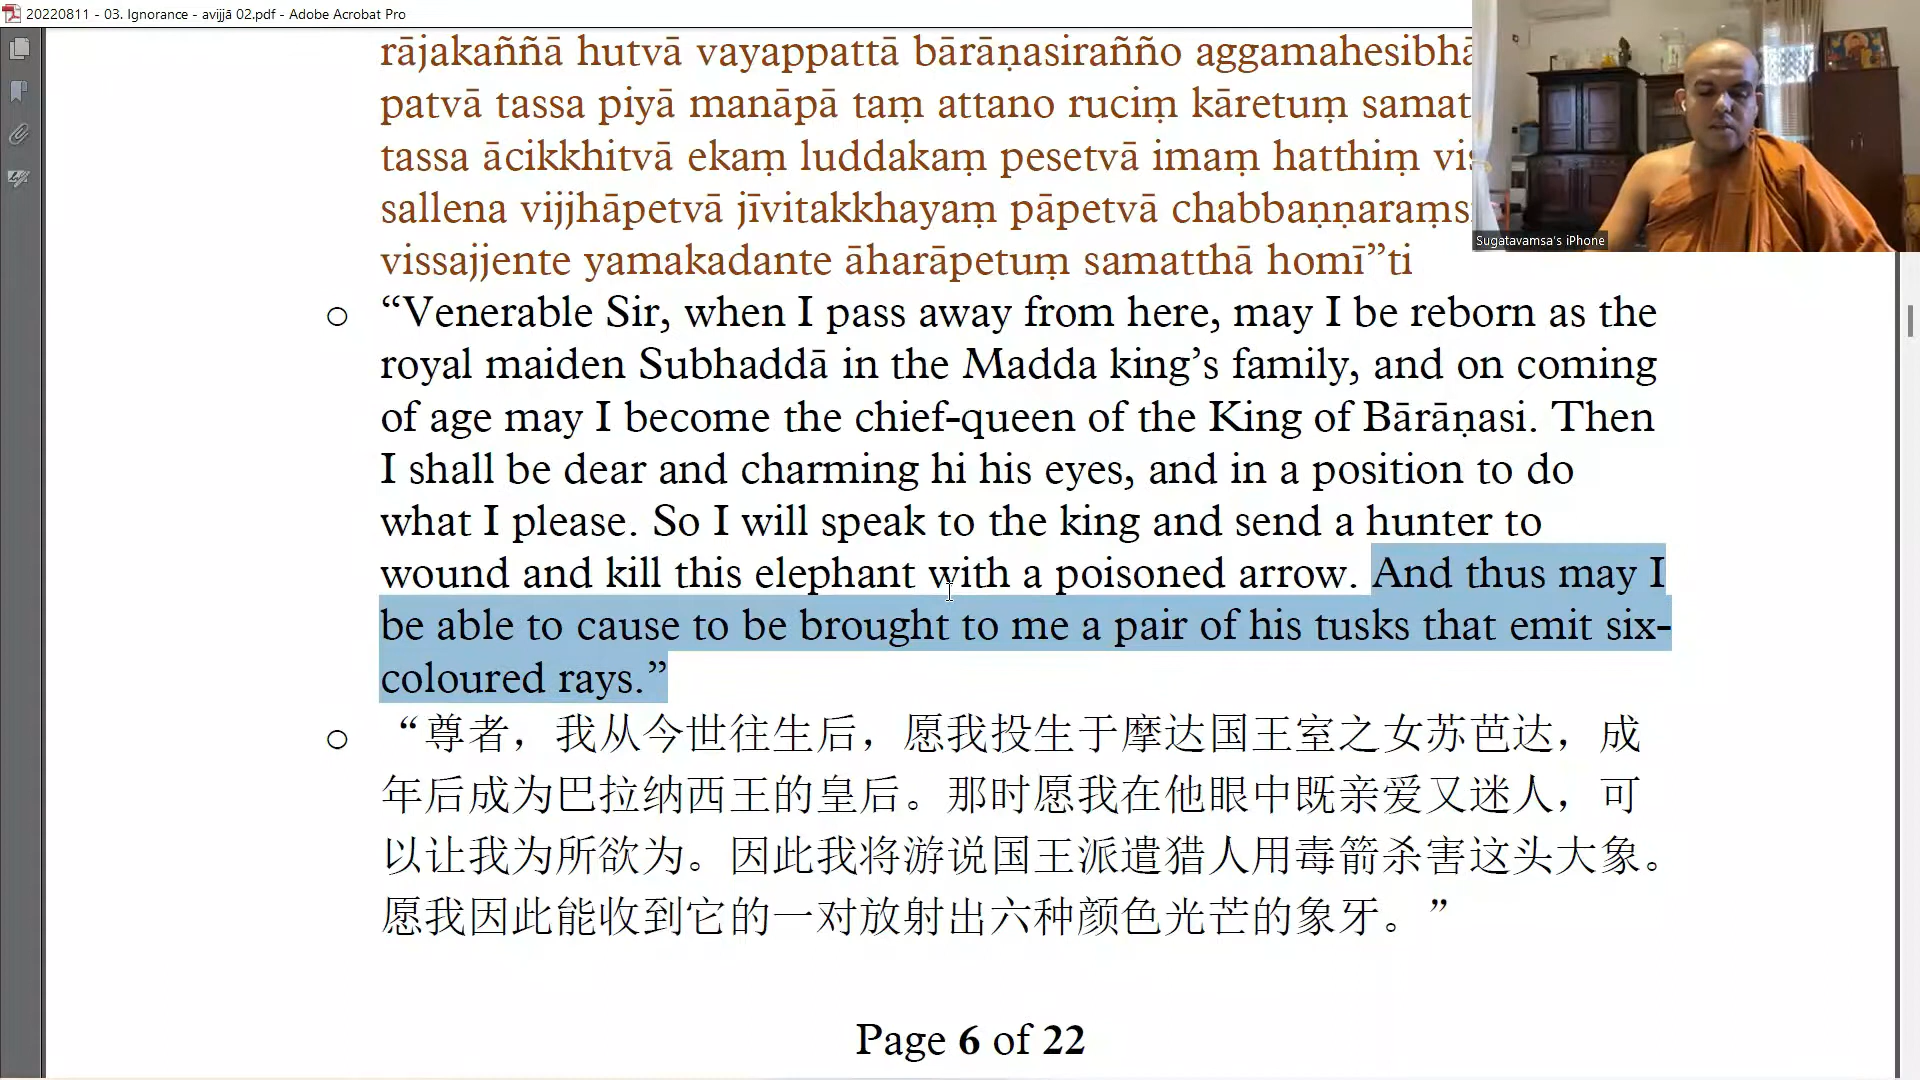 20220811 - 03. Ignorance - avijjā 02.pdf - Adobe Acrobat Pro
rājakaññā hutvā vayappattā bārāṇasirañño
patvā tassa piyā manāpā taṃ attano ruciṃ kāretuṃ
tassa ācikkhitvā ekaṃ luddakaṃ pesetvā imaṃ hatthiṃ
sallena vijjhāpetvā jīvitakkhayaṃ pāpetvā
vissajjente yamakadante āharāpetuṃ samatthā homī”ti
Sugatavamsa's iPhone
○ “Venerable Sir, when I pass away from here, may I be reborn as the
royal maiden Subhaddā in the Madda king’s family, and on coming
of age may I become the chief-queen of the King of Bārāṇasi. Then
I shall be dear and charming hi his eyes, and in a position to do
what I please. So I will speak to the king and send a hunter to
wound and kill this elephant with a poisoned arrow. And thus may I
be able to cause to be brought to me a pair of his tusks that emit six-
coloured rays.”
○ “尊者，我从今世往生后，愿我投生于摩达国王室之女苏芭达，成
年后成为巴拉纳西王的皇后。那时愿我在他眼中既亲爱又迷人，可
以让我为所欲为。因此我将游说国王派遣猎人用毒箭杀害这头大象。
愿我因此能收到它的一对放射出六种颜色光芒的象牙。”
Page 6 of 22